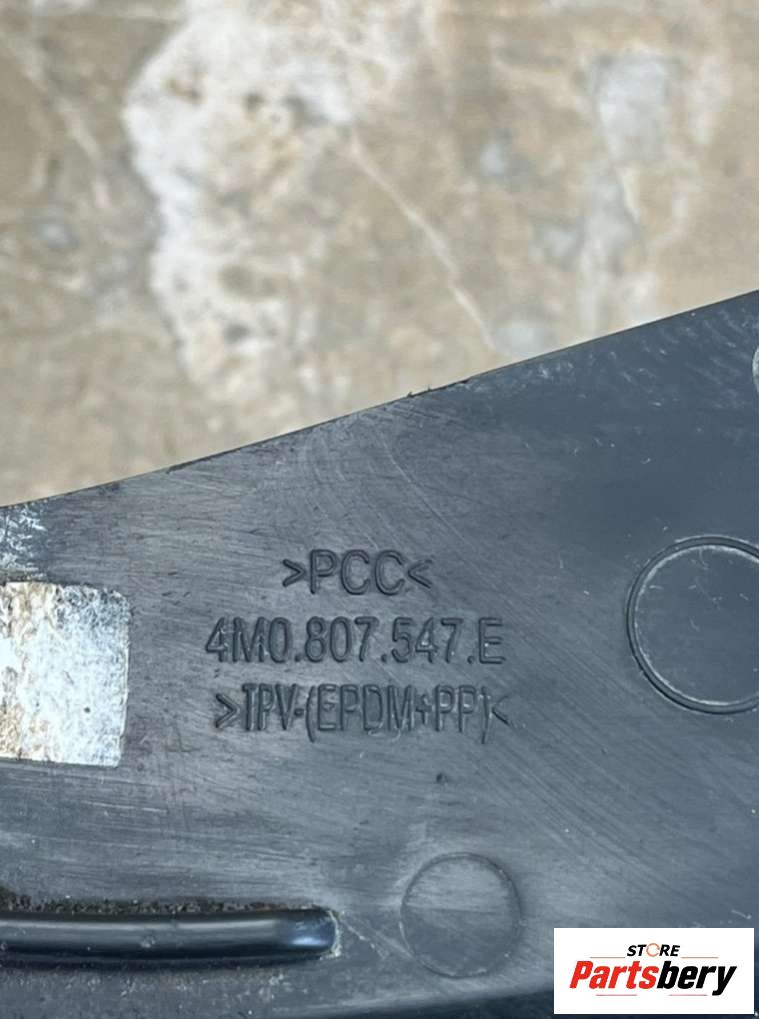 >PCC<
4M0.807.547.E
>TPV-(EPDM+PP)<
STORE
Partsbery